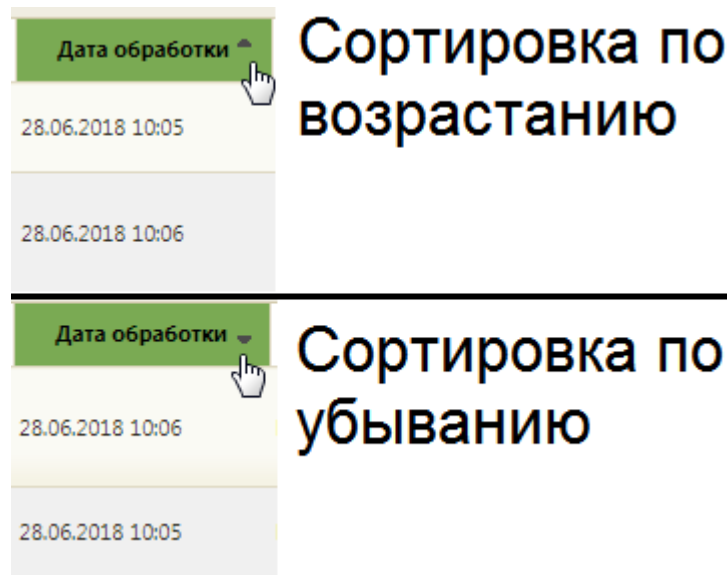 Дата обработки
Сортировка по
возрастанию
28.06.2018 10:05
28.06.2018 10:06
Дата обработки
Сортировка по
убыванию
28.06.2018 10:06
28.06.2018 10:05